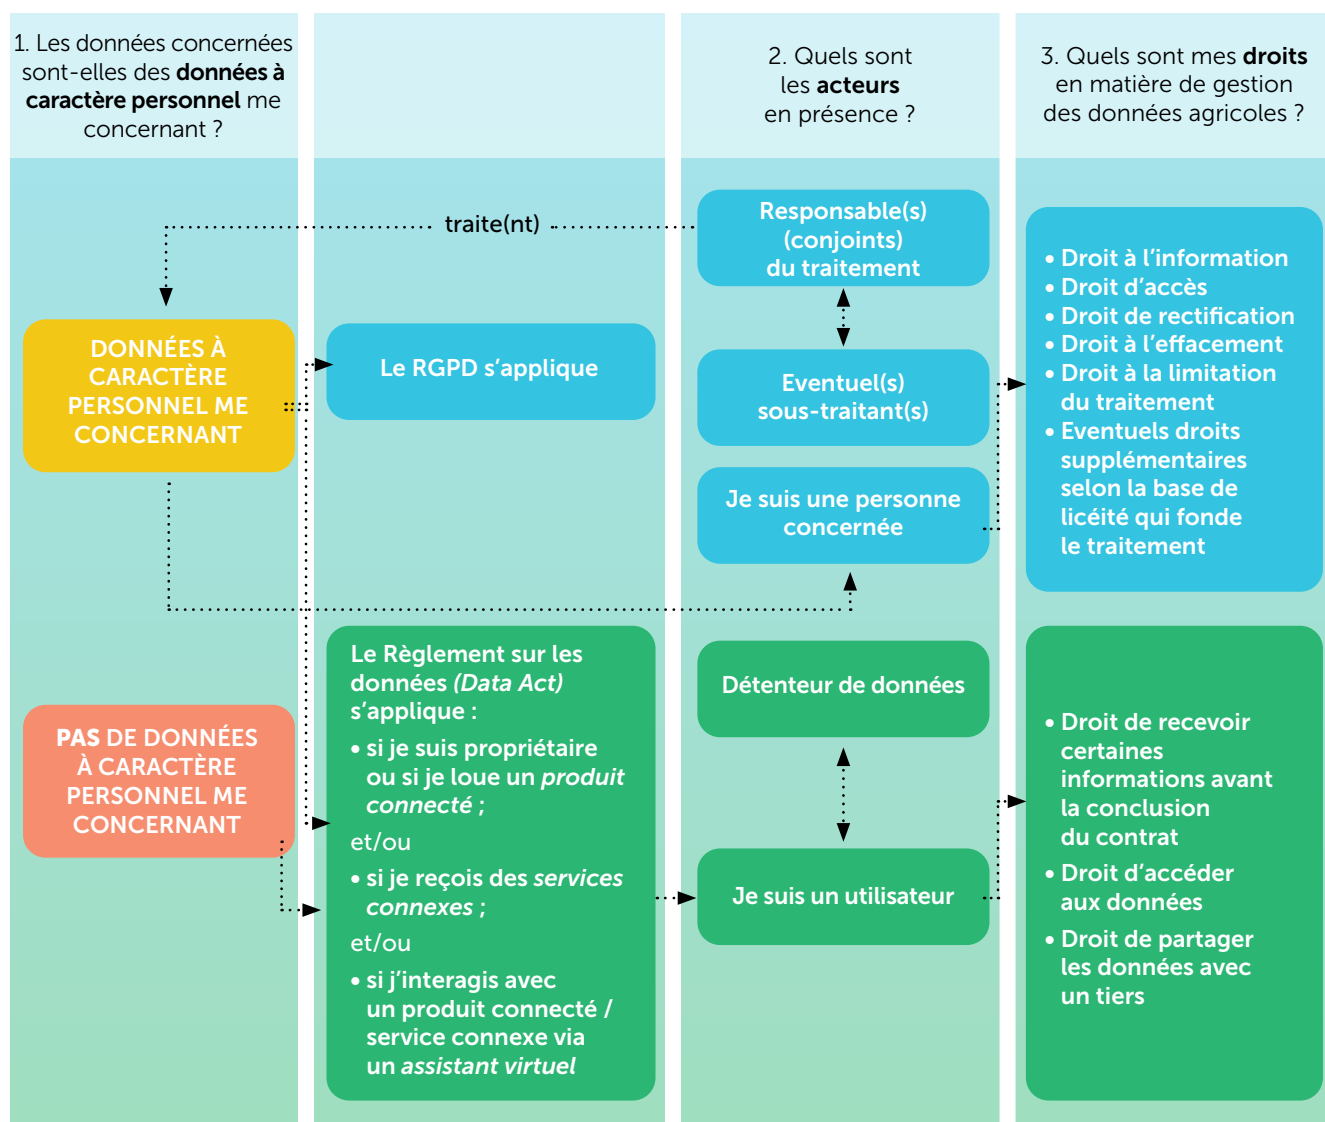 1. Les données concernées
sont-elles des données à
caractère personnel me
concernant ?
2. Quels sont
les acteurs
en présence ?
3. Quels sont mes droits
en matière de gestion
des données agricoles ?
traite(nt)
DONNÉES À
CARACTÈRE
PERSONNEL ME
CONCERNANT
Le RGPD s’applique
Responsable(s)
(conjoints)
du traitement
Eventuel(s)
sous-traitant(s)
Je suis une personne
concernée
• Droit à l’information
• Droit d’accès
• Droit de rectification
• Droit à l’effacement
• Droit à la limitation
du traitement
• Eventuels droits
supplémentaires
selon la base de
licéité qui fonde
le traitement
PAS DE DONNÉES
À CARACTÈRE
PERSONNEL ME
CONCERNANT
Le Règlement sur les
données (Data Act)
s’applique :
• si je suis propriétaire
ou si je loue un produit
connecté ;
et/ou
• si je reçois des services
connexes ;
et/ou
• si j’interagis avec
un produit connecté /
service connexe via
un assistant virtuel
Détenteur de données
Je suis un utilisateur
• Droit de recevoir
certaines
informations avant
la conclusion
du contrat
• Droit d’accéder
aux données
• Droit de partager
les données avec
un tiers